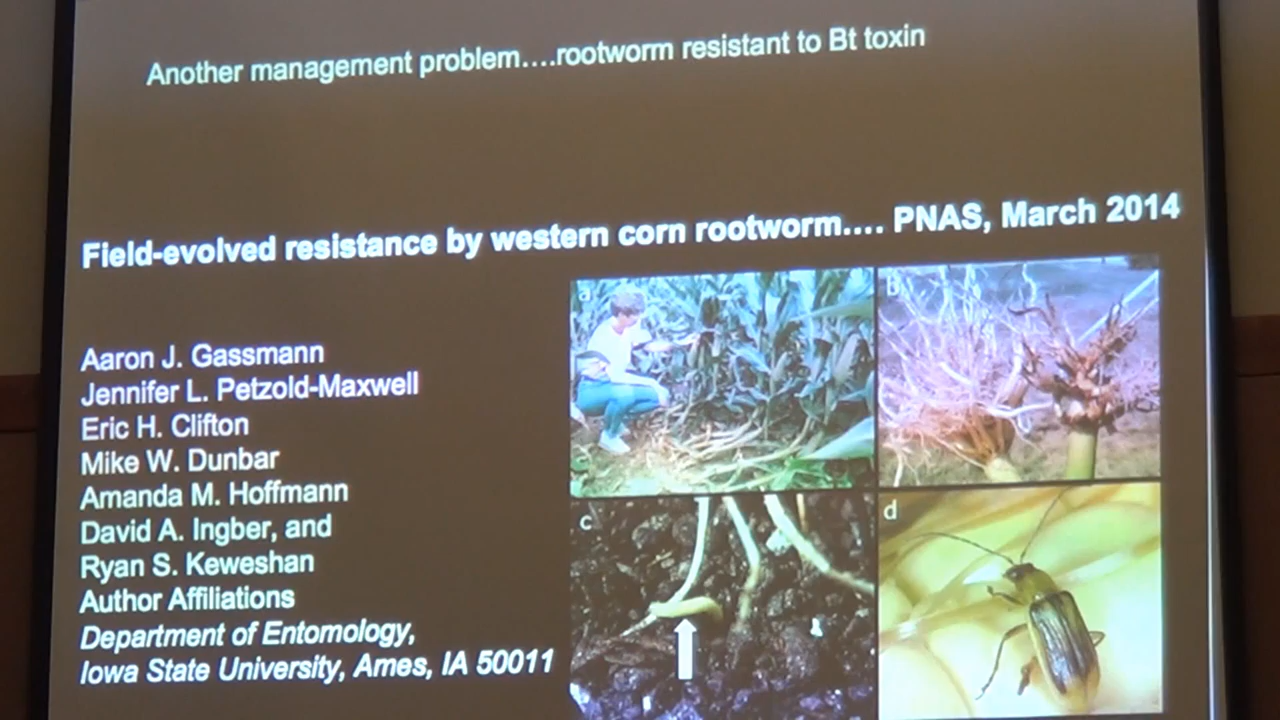 Another management problem....rootworm resistant to Bt toxin
Field-evolved resistance by western corn rootworm.... PNAS, March 2014
Aaron J. Gassmann
Jennifer L. Petzold-Maxwell
Eric H. Clifton
Mike W. Dunbar
Amanda M. Hoffmann
David A. Ingber, and
Ryan S. Keweshan
Author Affiliations
Department of Entomology,
Iowa State University, Ames, IA 50011
a
b
c
d